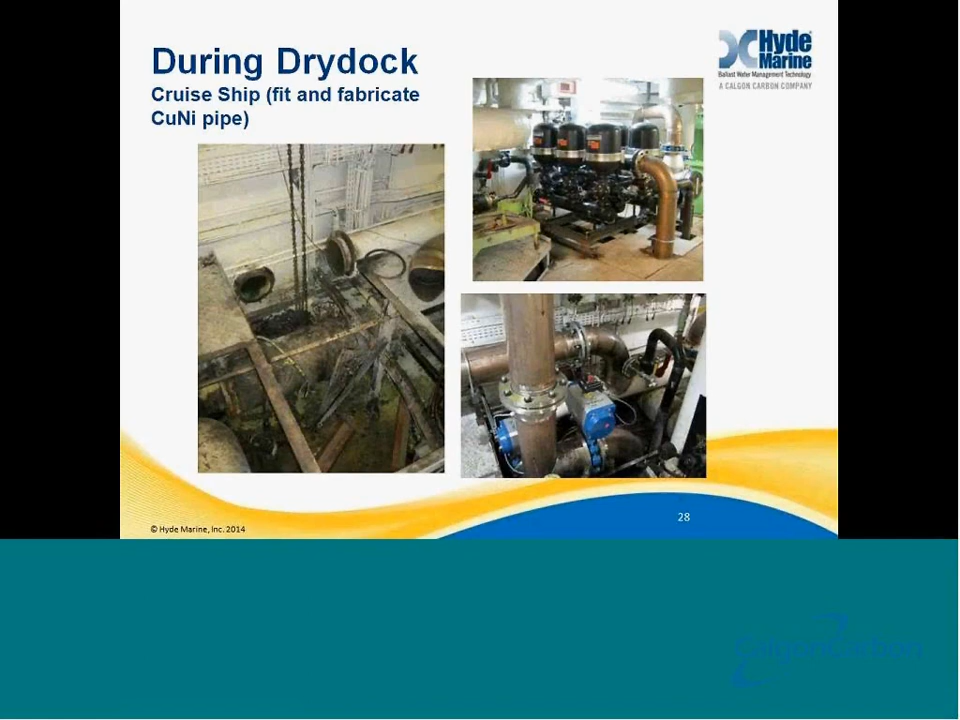 During Drydock
Cruise Ship (fit and fabricate
CuNi pipe)
Hyde
Marine
Ballast Water Management Technology
A CALGON CARBON COMPANY
© Hyde Marine, Inc. 2014
28
CalgonCarbon